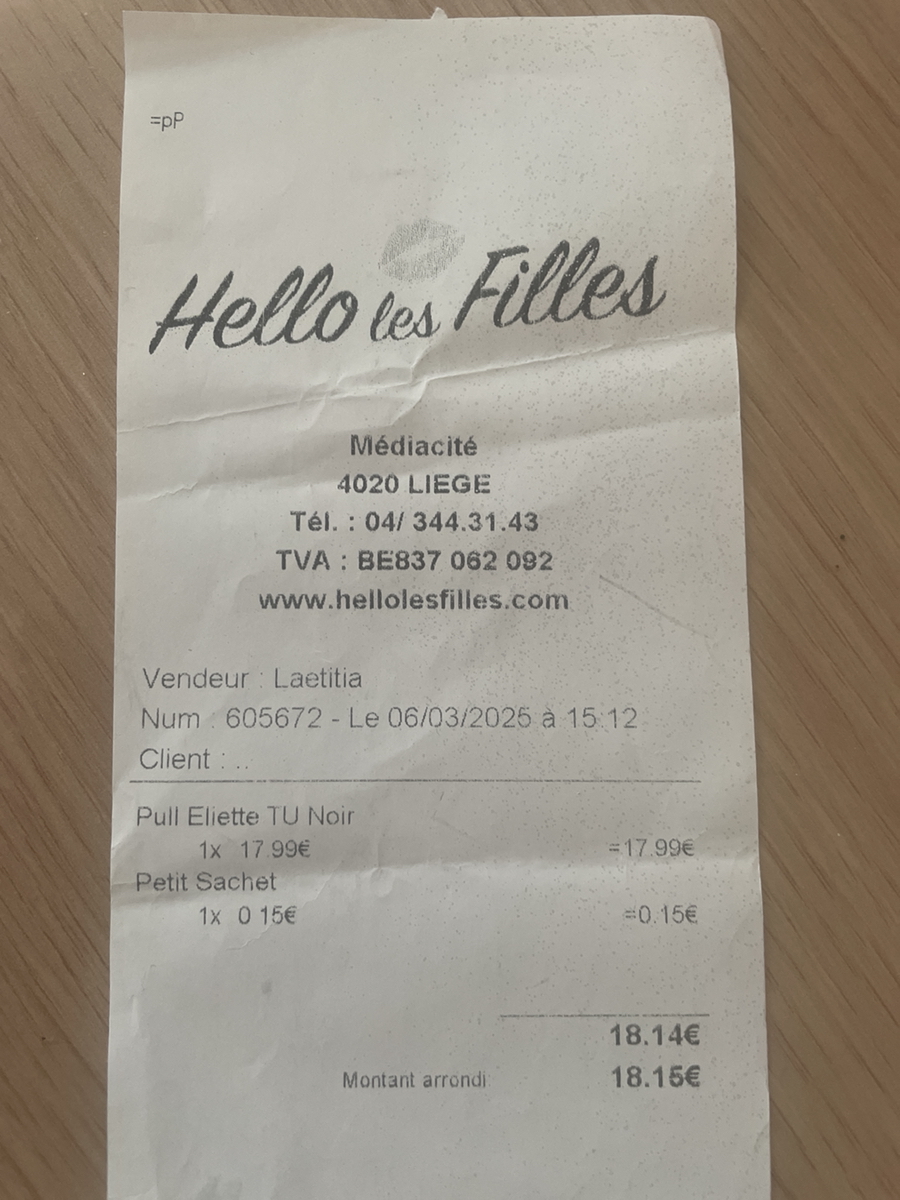 =pP
Hello les Filles
Médiacité
4020 LIEGE
Tél. : 04/ 344.31.43
TVA : BE837 062 092
www.hellolesfilles.com
Vendeur : Laetitia
Num : 605672 - Le 06/03/2025 à 15:12
Client : ..
Pull Eliette TU Noir
1x 17.99€ =17.99€
Petit Sachet
1x 0.15€ =0.15€
18.14€
Montant arrondi: 18.15€